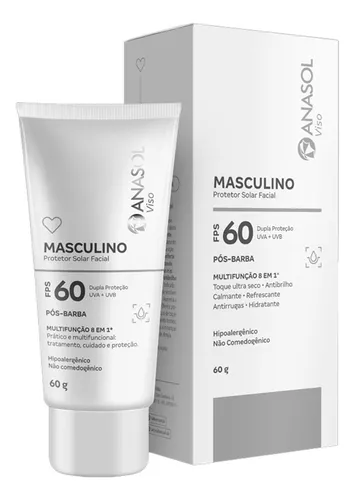 ANASOL
Viso
MASCULINO
Protetor Solar Facial
FPS 60 Dupla Proteção
UVA + UVB
PÓS-BARBA
MULTIFUNÇÃO 8 EM 1*
Prático e multifuncional:
tratamento, cuidado e proteção.
Hipoalergênico
Não comedogênico
60 g
ANASOL
Viso
MASCULINO
Protetor Solar Facial
FPS 60 Dupla Proteção
UVA + UVB
PÓS-BARBA
MULTIFUNÇÃO 8 EM 1*
Toque ultra seco • Antibrilho
Calmante • Refrescante
Antirrugas • Hidratante
Hipoalergênico
Não Comedogênico
60 g